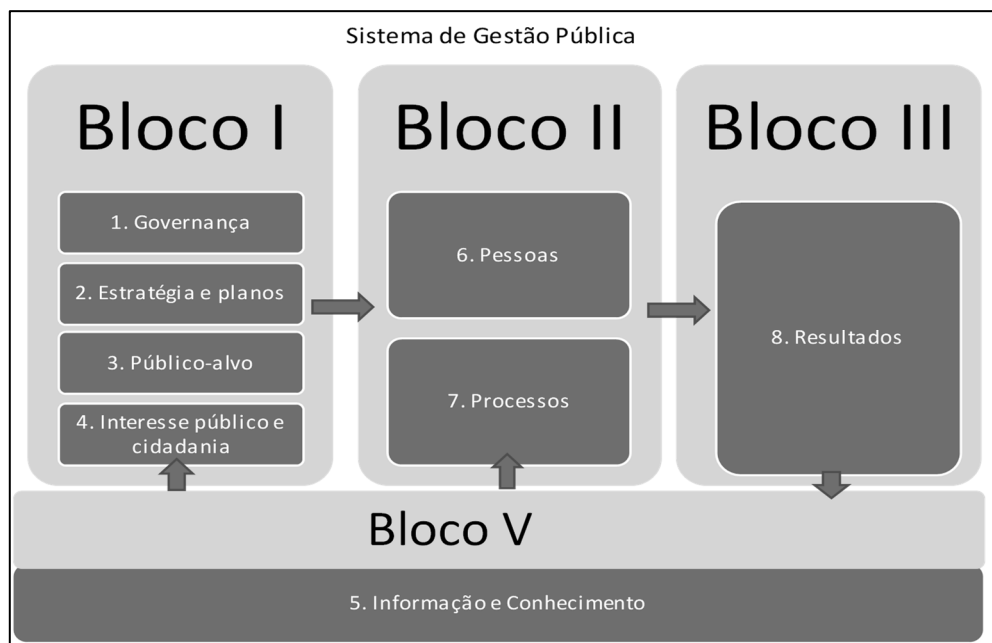 Sistema de Gestão Pública
Bloco I
1. Governança
2. Estratégia e planos
3. Público-alvo
4. Interesse público e
cidadania
Bloco II
6. Pessoas
7. Processos
Bloco III
8. Resultados
Bloco V
5. Informação e Conhecimento